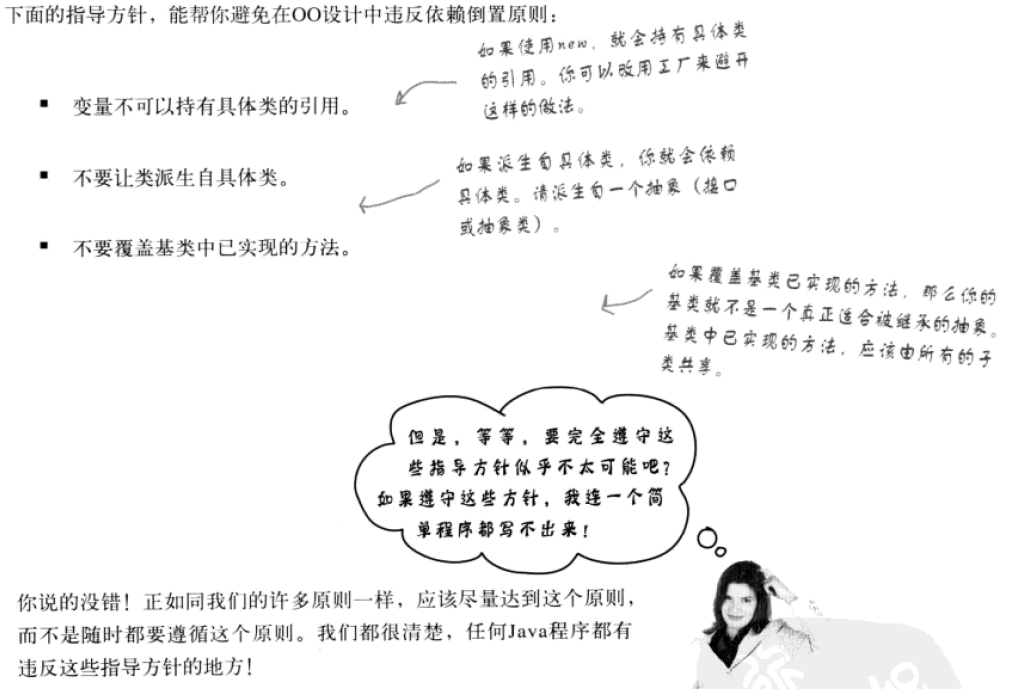 下面的指导方针，能帮你避免在OO设计中违反依赖倒置原则：
如果使用new，就会持有具体类
的引用。你可以改用工厂来避开
这样的做法。
▪ 变量不可以持有具体类的引用。
如果派生自具体类，你就会依赖
具体类。请派生自一个抽象（接口
或抽象类）。
▪ 不要让类派生自具体类。
▪ 不要覆盖基类中已实现的方法。
如果覆盖基类已实现的方法，那么你的
基类就不是一个真正适合被继承的抽象。
基类中已实现的方法，应该由所有的子
类共享。
但是，等等，要完全遵守这
些指导方针似乎不太可能吧？
如果遵守这些方针，我连一个简
单程序都写不出来！
你说的没错！正如同我们的许多原则一样，应该尽量达到这个原则，
而不是随时都要遵循这个原则。我们都很清楚，任何Java程序都有
违反这些指导方针的地方！